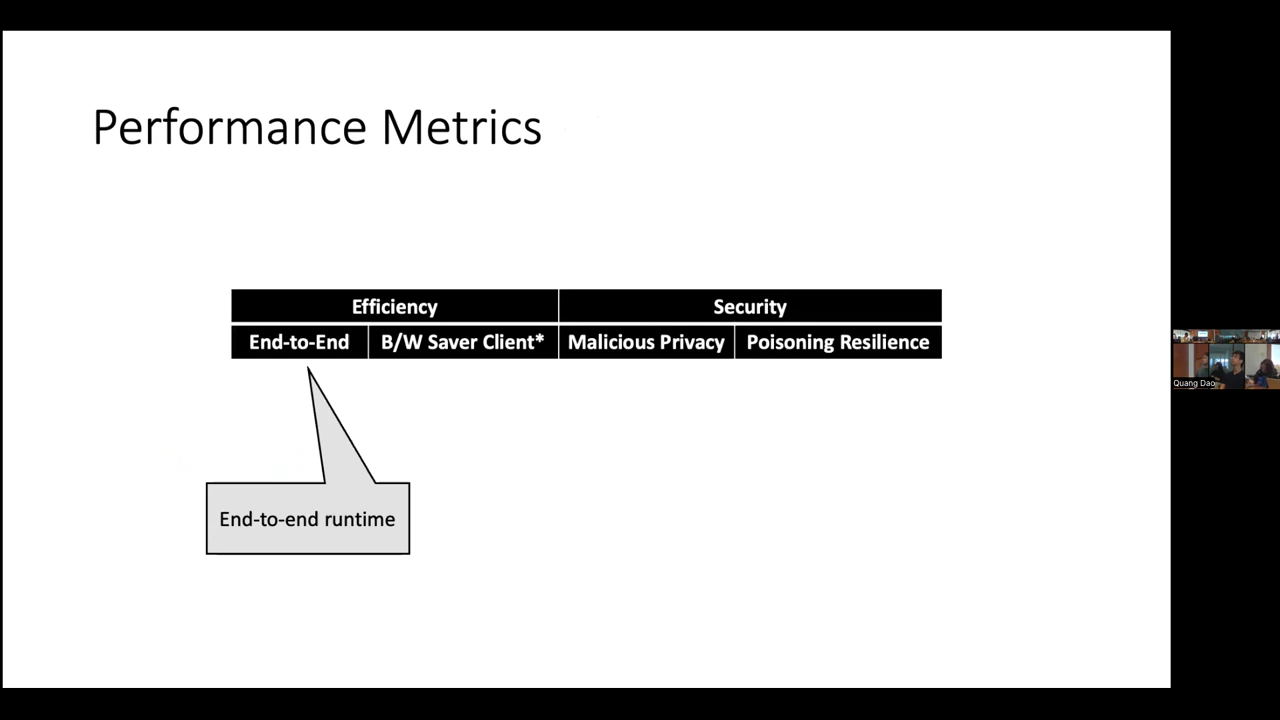 Performance Metrics
Efficiency Security
End-to-End B/W Saver Client* Malicious Privacy Poisoning Resilience
End-to-end runtime
Quang Dao